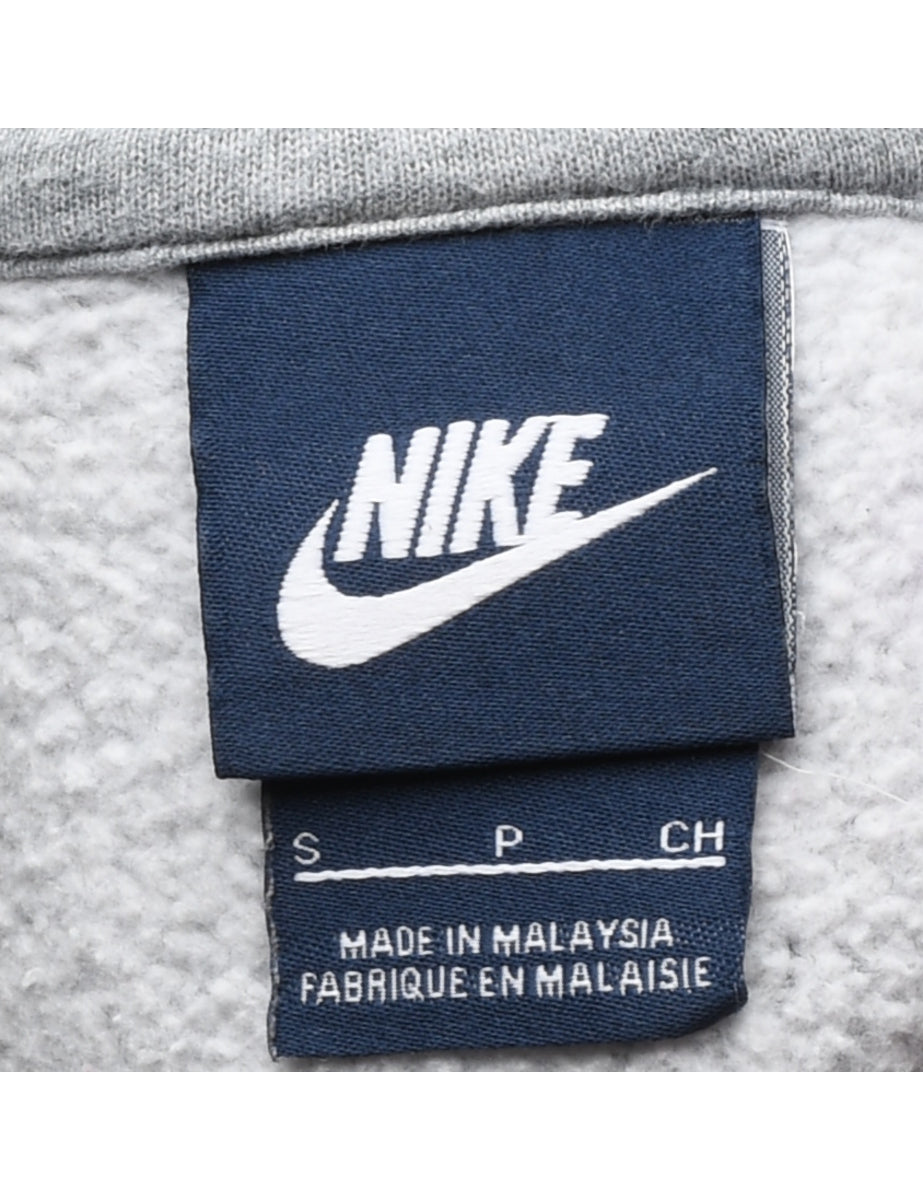 NIKE
S P CH
MADE IN MALAYSIA
FABRIQUE EN MALAISIE